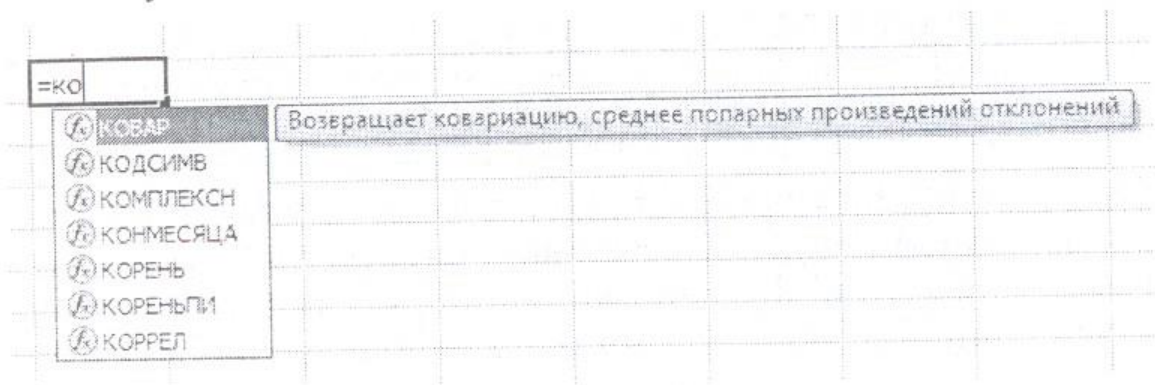 =ко
КОВАР
Возвращает ковариацию, среднее попарных произведений отклонений
КОДСИМВ
КОМПЛЕКСН
КОНМЕСЯЦА
КОРЕНЬ
КОРЕНЬПИ
КОРРЕЛ